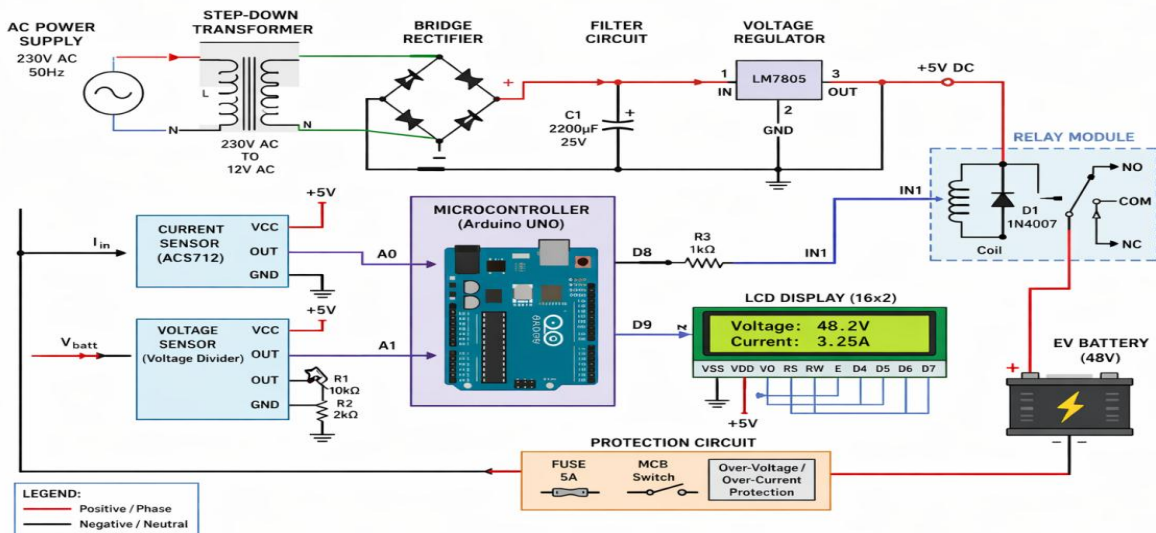 AC POWER
SUPPLY
230V AC
50Hz
STEP-DOWN
TRANSFORMER
L
N
N
230V AC
TO
12V AC
BRIDGE
RECTIFIER
+
−
FILTER
CIRCUIT
C1
2200μF
25V
+
VOLTAGE
REGULATOR
1
IN
LM7805
3
OUT
2
GND
+5V DC
RELAY MODULE
NO
COM
NC
D1
1N4007
Coil
IN1
+5V
CURRENT
SENSOR
(ACS712)
VCC
OUT
GND
I in
A0
+5V
VOLTAGE
SENSOR
(Voltage Divider)
VCC
OUT
OUT
GND
V batt
R1
10kΩ
R2
2kΩ
A1
MICROCONTROLLER
(Arduino UNO)
D8
R3
1kΩ
IN1
D9
LCD DISPLAY (16x2)
Voltage: 48.2V
Current: 3.25A
VSS VDD VO RS RW E D4 D5 D6 D7
+5V
EV BATTERY
(48V)
+
− −
PROTECTION CIRCUIT
FUSE
5A
MCB
Switch
Over-Voltage /
Over-Current
Protection
LEGEND:
Positive / Phase
Negative / Neutral